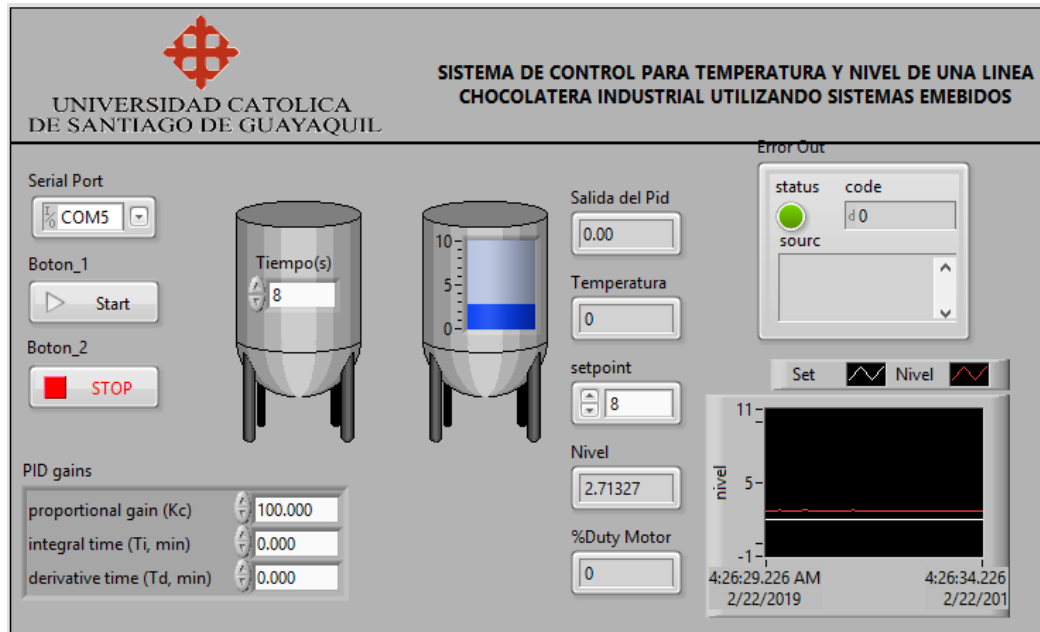 UNIVERSIDAD CATOLICA
DE SANTIAGO DE GUAYAQUIL
SISTEMA DE CONTROL PARA TEMPERATURA Y NIVEL DE UNA LINEA
CHOCOLATERA INDUSTRIAL UTILIZANDO SISTEMAS EMEBIDOS
Serial Port
COM5
Boton_1
Start
Boton_2
STOP
Tiempo(s)
8
10
5
0
Salida del Pid
0.00
Temperatura
0
setpoint
8
Nivel
2.71327
%Duty Motor
0
Error Out
status code
d 0
sourc
PID gains
proportional gain (Kc) 100.000
integral time (Ti, min) 0.000
derivative time (Td, min) 0.000
Set Nivel
nivel
11
5
-1
4:26:29.226 AM 4:26:34.226
2/22/2019 2/22/201